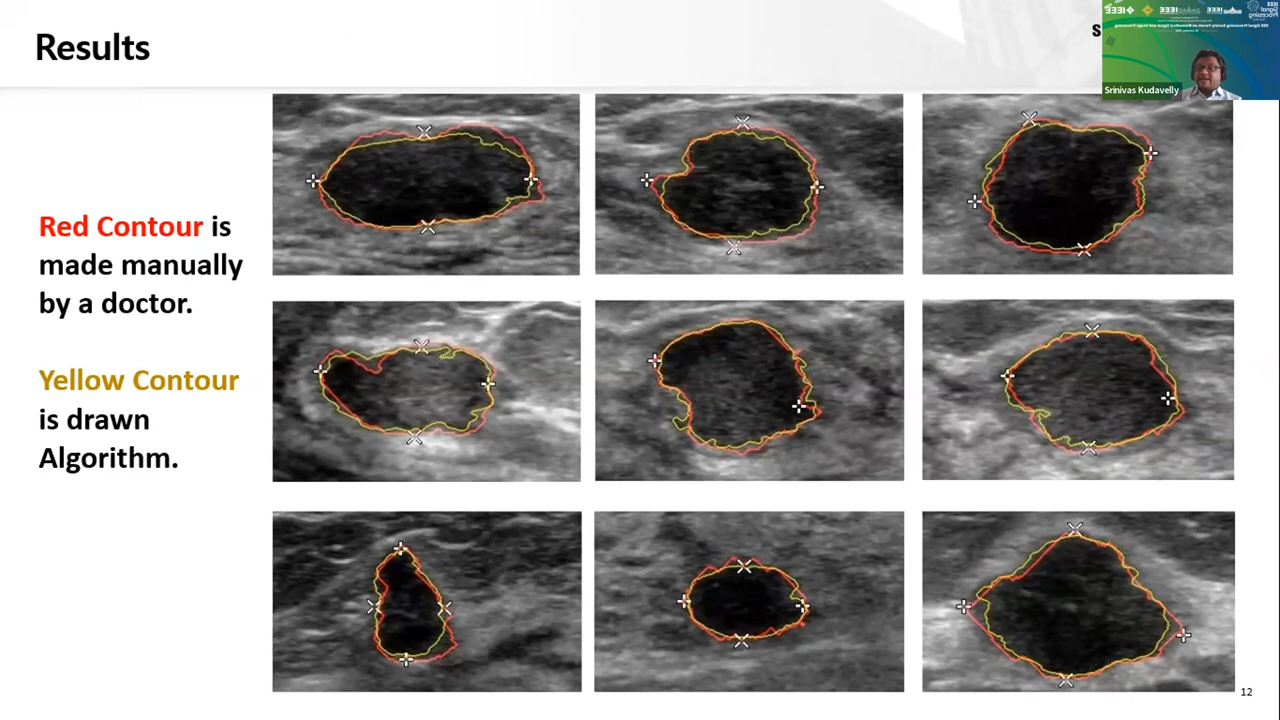 Results
S
Srinivas Kudavelly
Red Contour is
made manually
by a doctor.
Yellow Contour
is drawn
Algorithm.
12